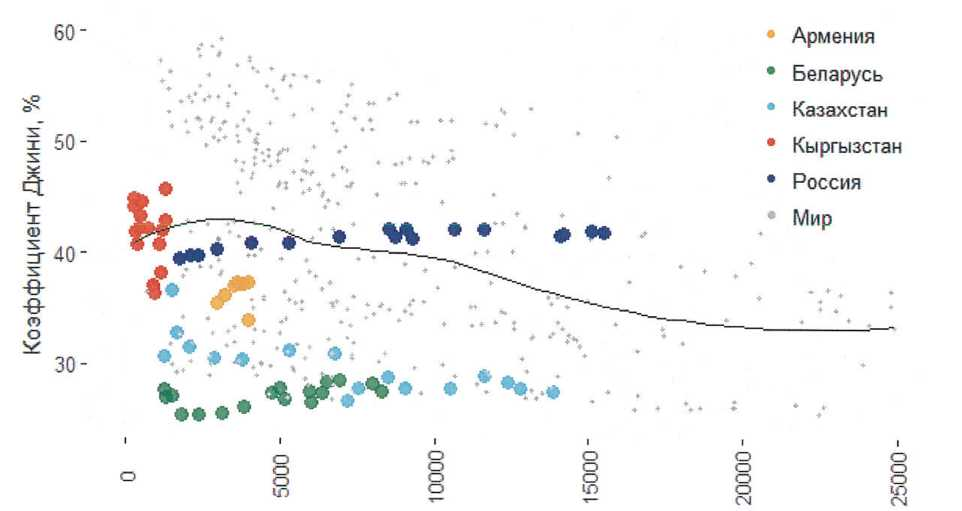 Коэффициент Джини, %
60
50
40
30
0
5000
10000
15000
20000
25000
Армения
Беларусь
Казахстан
Кыргызстан
Россия
Мир